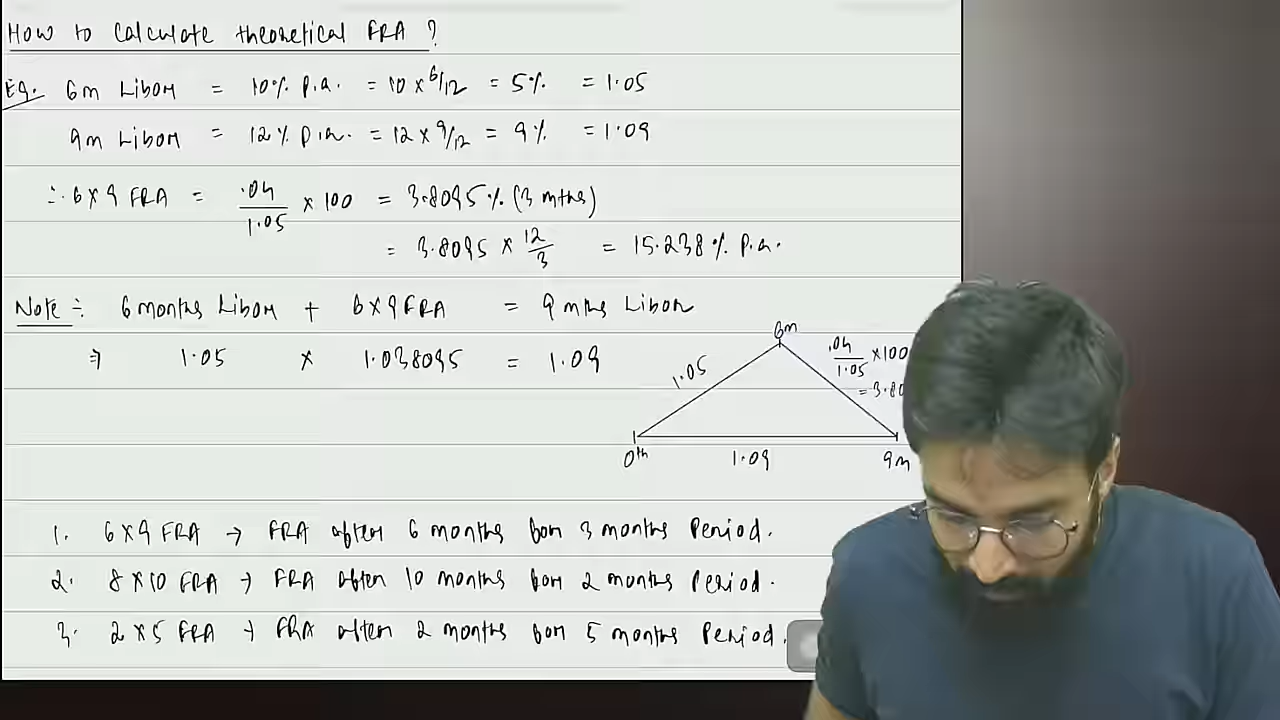 How to calculate theoretical FRA ?
Eg. 6m Libor = 10% p.a. = 10 x 6/12 = 5% = 1.05
9m Libor = 12% p.a. = 12 x 9/12 = 9% = 1.09
∴ 6x9 FRA = .04/1.05 x 100 = 3.8095% (3 mths)
= 3.8095 x 12/3 = 15.238% p.a.
Note ÷ 6 months Libor + 6x9 FRA = 9 mths Libor
⇒ 1.05 x 1.038095 = 1.09
6m
1.05
.04/1.05 x100
= 3.80
0th 1.09 9m
1. 6x9 FRA → FRA after 6 months for 3 months Period.
2. 8x10 FRA → FRA after 10 months for 2 months Period.
3. 2x5 FRA → FRA after 2 months for 5 months Period.